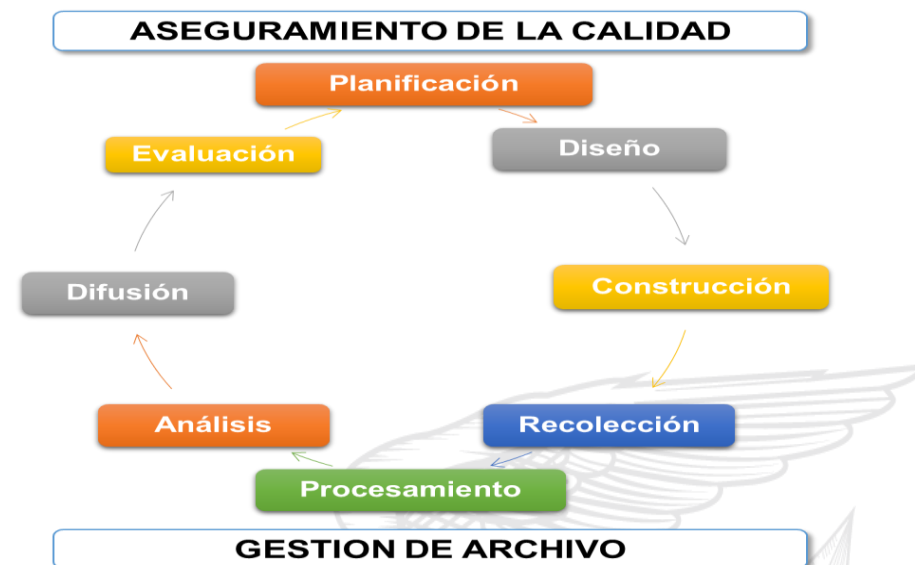 ASEGURAMIENTO DE LA CALIDAD
Planificación
Diseño
Construcción
Recolección
Procesamiento
Análisis
Difusión
Evaluación
GESTION DE ARCHIVO